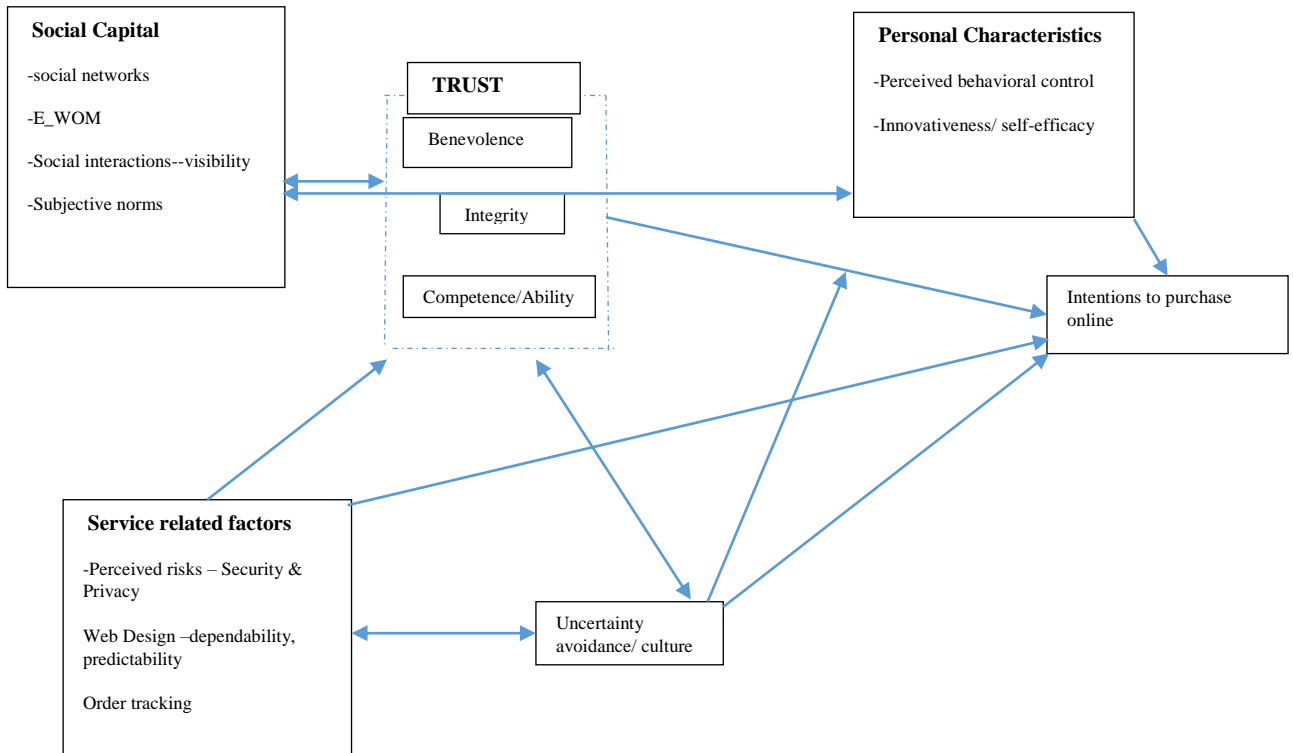 Social Capital
-social networks
-E_WOM
-Social interactions--visibility
-Subjective norms
TRUST
Benevolence
Integrity
Competence/Ability
Personal Characteristics
-Perceived behavioral control
-Innovativeness/ self-efficacy
Intentions to purchase
online
Service related factors
-Perceived risks – Security &
Privacy
Web Design –dependability,
predictability
Order tracking
Uncertainty
avoidance/ culture